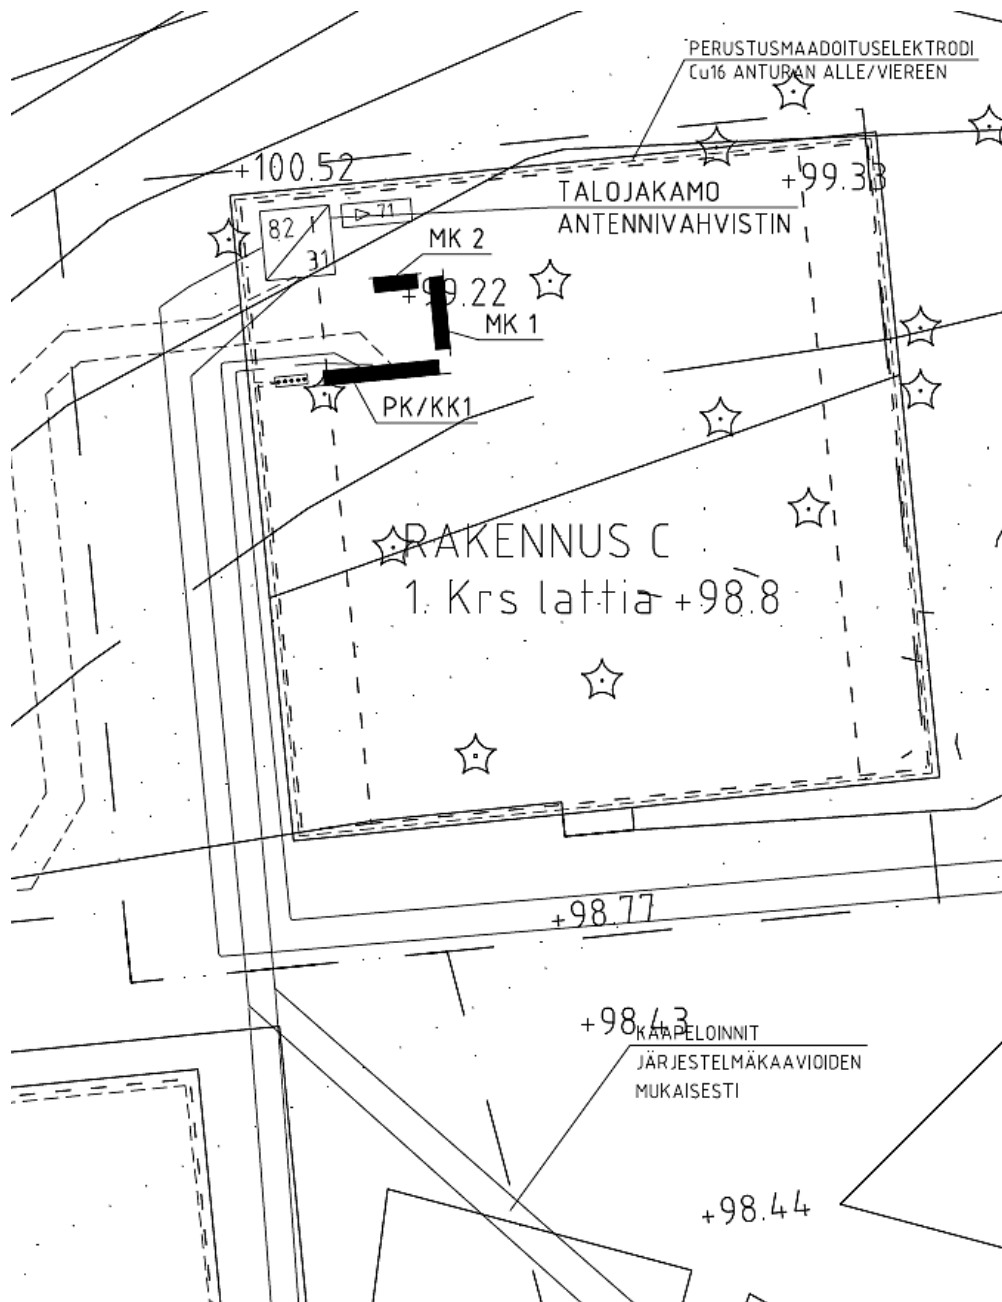 PERUSTUSMAADOITUSELEKTRODI
Cu16 ANTURAN ALLE/VIEREEN
+100.52
+99.33
TALOJAKAMO
ANTENNIVAHVISTIN
71
82
31
MK 2
+99.22
MK 1
PK/KK1
RAKENNUS C
1. Krs lattia +98.8
+98.77
+98.43
KAAPELOINNIT
JÄRJESTELMÄKAAVIOIDEN
MUKAISESTI
+98.44